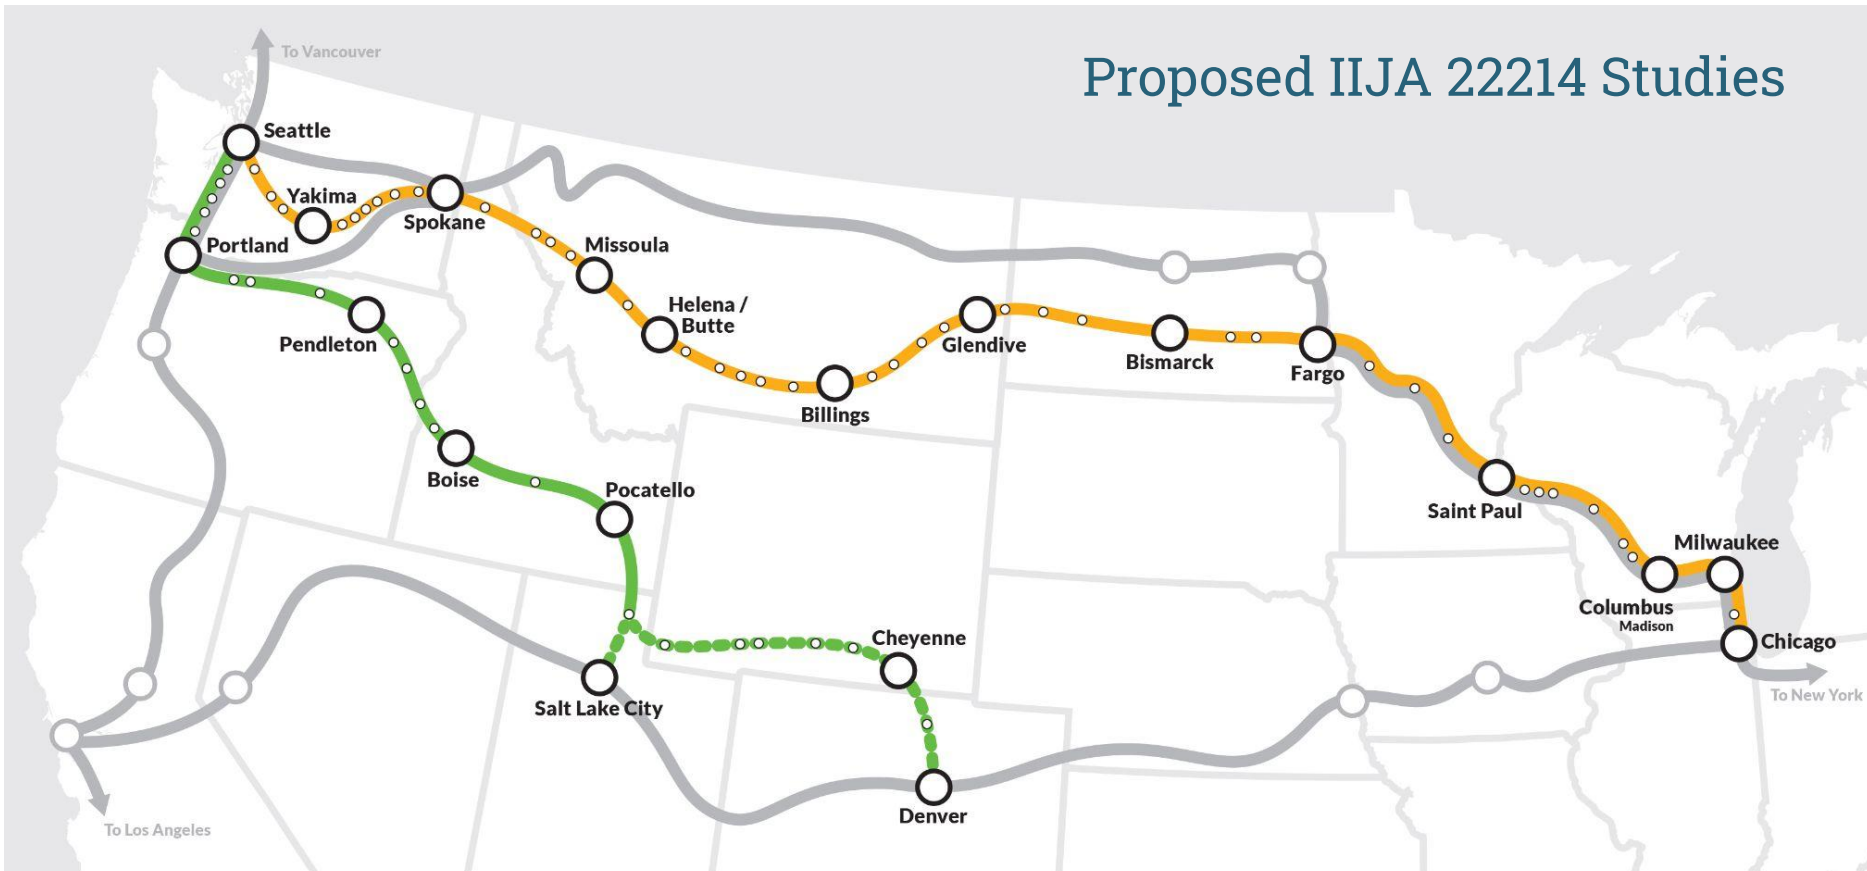 Proposed IIJA 22214 Studies
To Vancouver
Seattle
Yakima
Spokane
Portland
Missoula
Helena /
Butte
Pendleton
Glendive
Bismarck
Fargo
Billings
Boise
Pocatello
Saint Paul
Milwaukee
Columbus
Madison
Chicago
Cheyenne
To New York
Salt Lake City
Denver
To Los Angeles